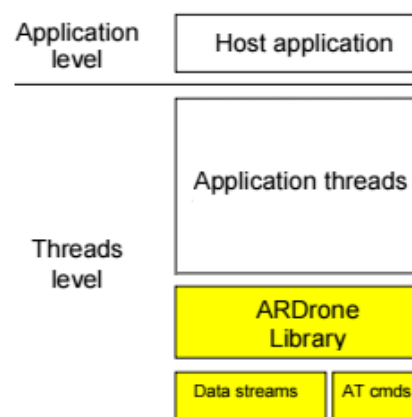 Application
level
Host application
Application threads
Threads
level
ARDrone
Library
Data streams
AT cmds